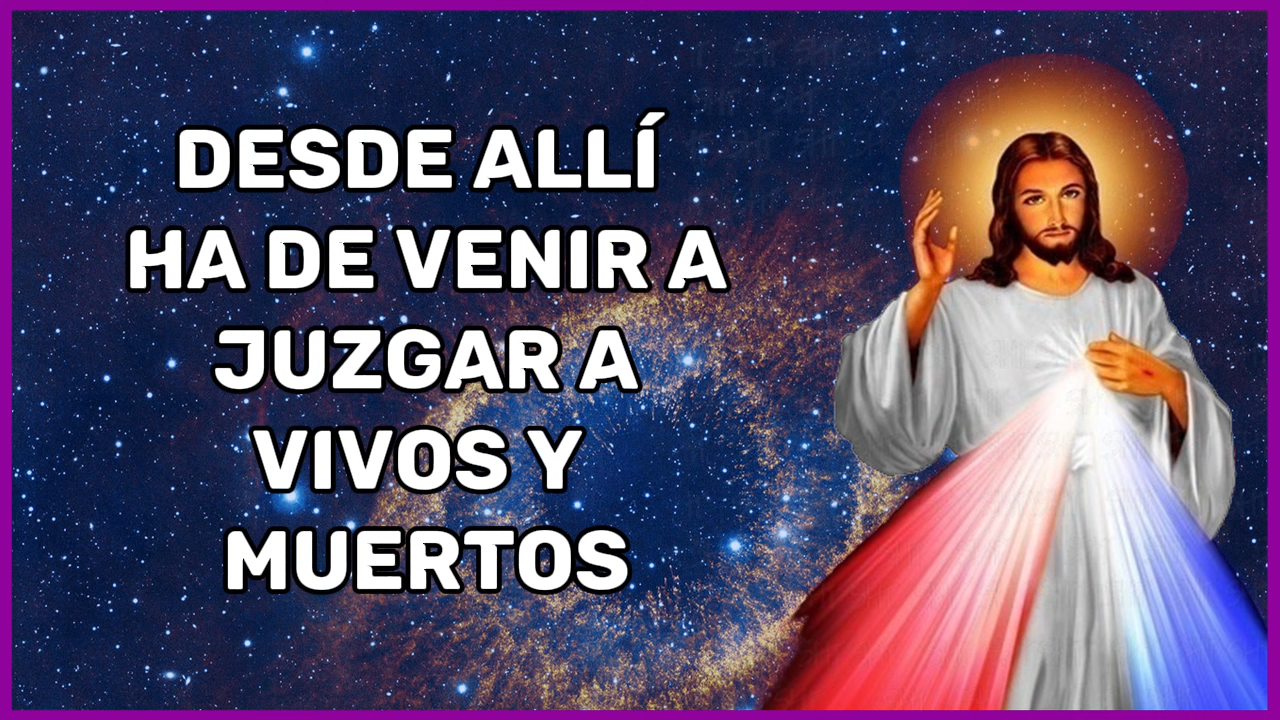 DESDE ALLÍ
HA DE VENIR A
JUZGAR A
VIVOS Y
MUERTOS